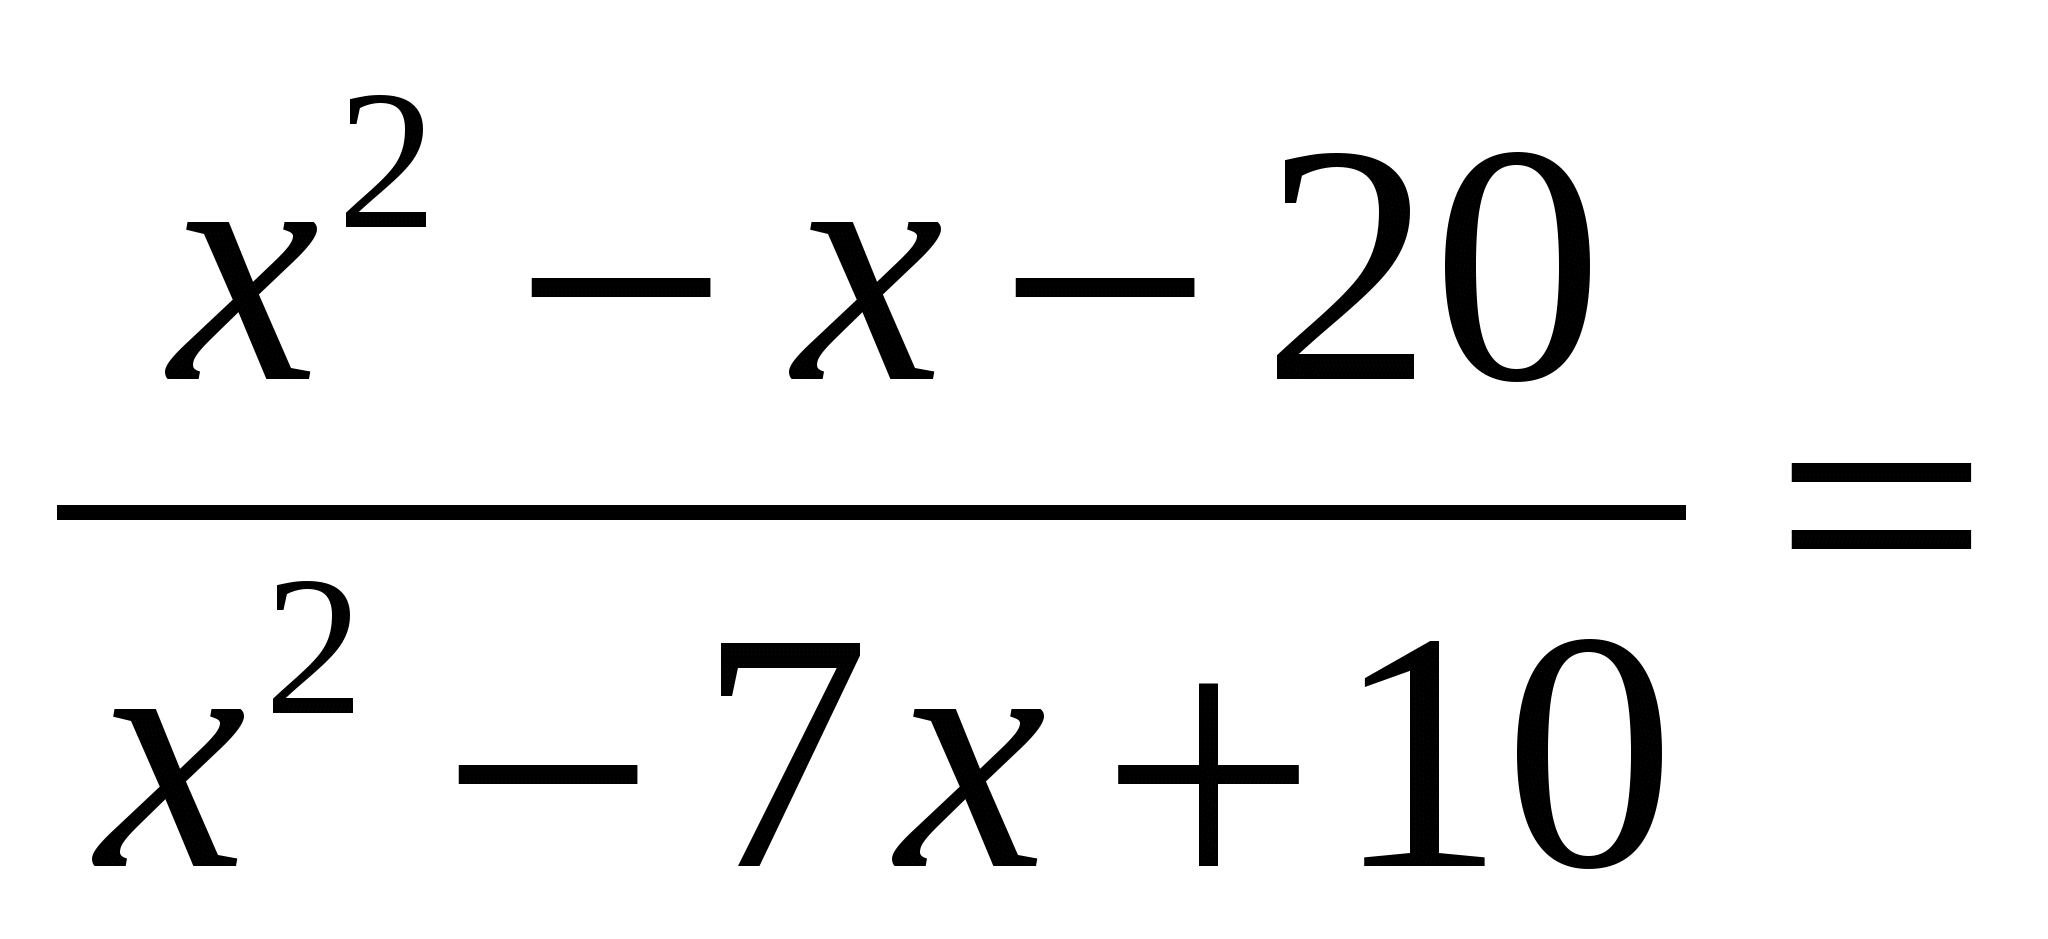 x² − x − 20
x² − 7x + 10
=